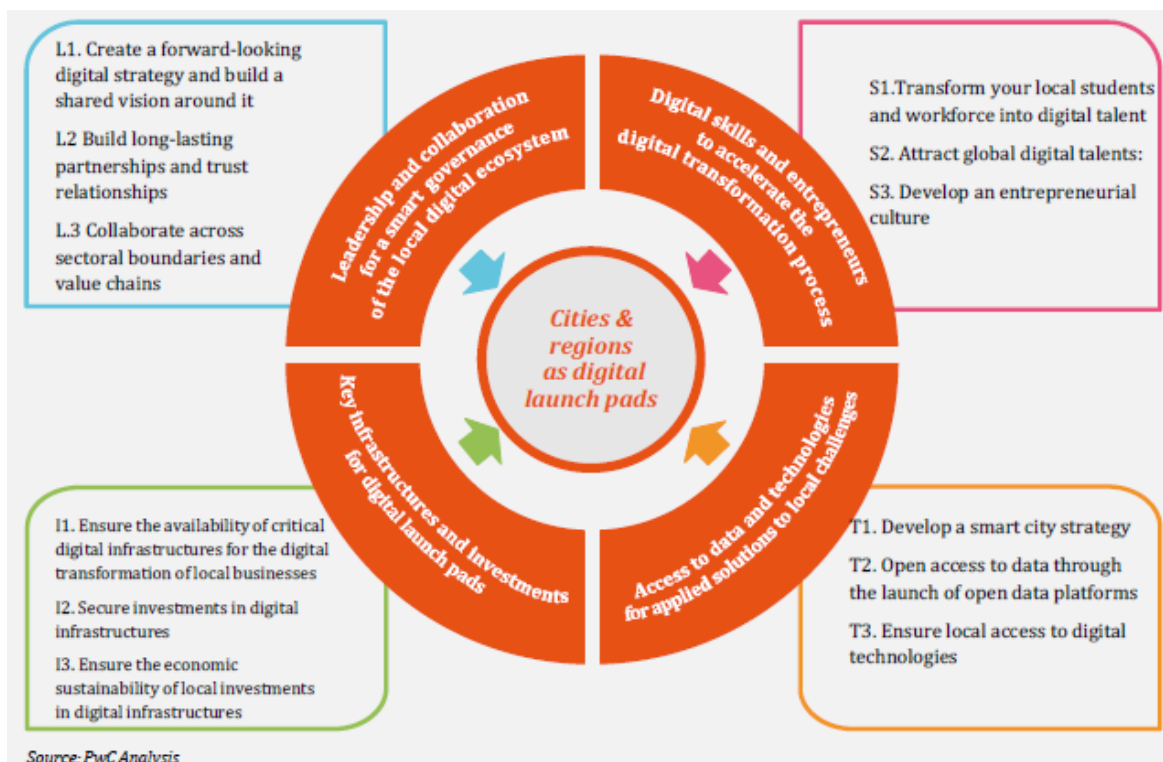 L1. Create a forward-looking
digital strategy and build a
shared vision around it
L2 Build long-lasting
partnerships and trust
relationships
L.3 Collaborate across
sectoral boundaries and
value chains
Leadership and collaboration
for a smart governance
of the local digital ecosystem
Digital skills and entrepreneurs
to accelerate the
digital transformation process
S1.Transform your local students
and workforce into digital talent
S2. Attract global digital talents:
S3. Develop an entrepreneurial
culture
Cities &
regions
as digital
launch pads
Key infrastructures and investments
for digital launch pads
Access to data and technologies
for applied solutions to local challenges
I1. Ensure the availability of critical
digital infrastructures for the digital
transformation of local businesses
I2. Secure investments in digital
infrastructures
I3. Ensure the economic
sustainability of local investments
in digital infrastructures
T1. Develop a smart city strategy
T2. Open access to data through
the launch of open data platforms
T3. Ensure local access to digital
technologies
Source: PwC Analysis